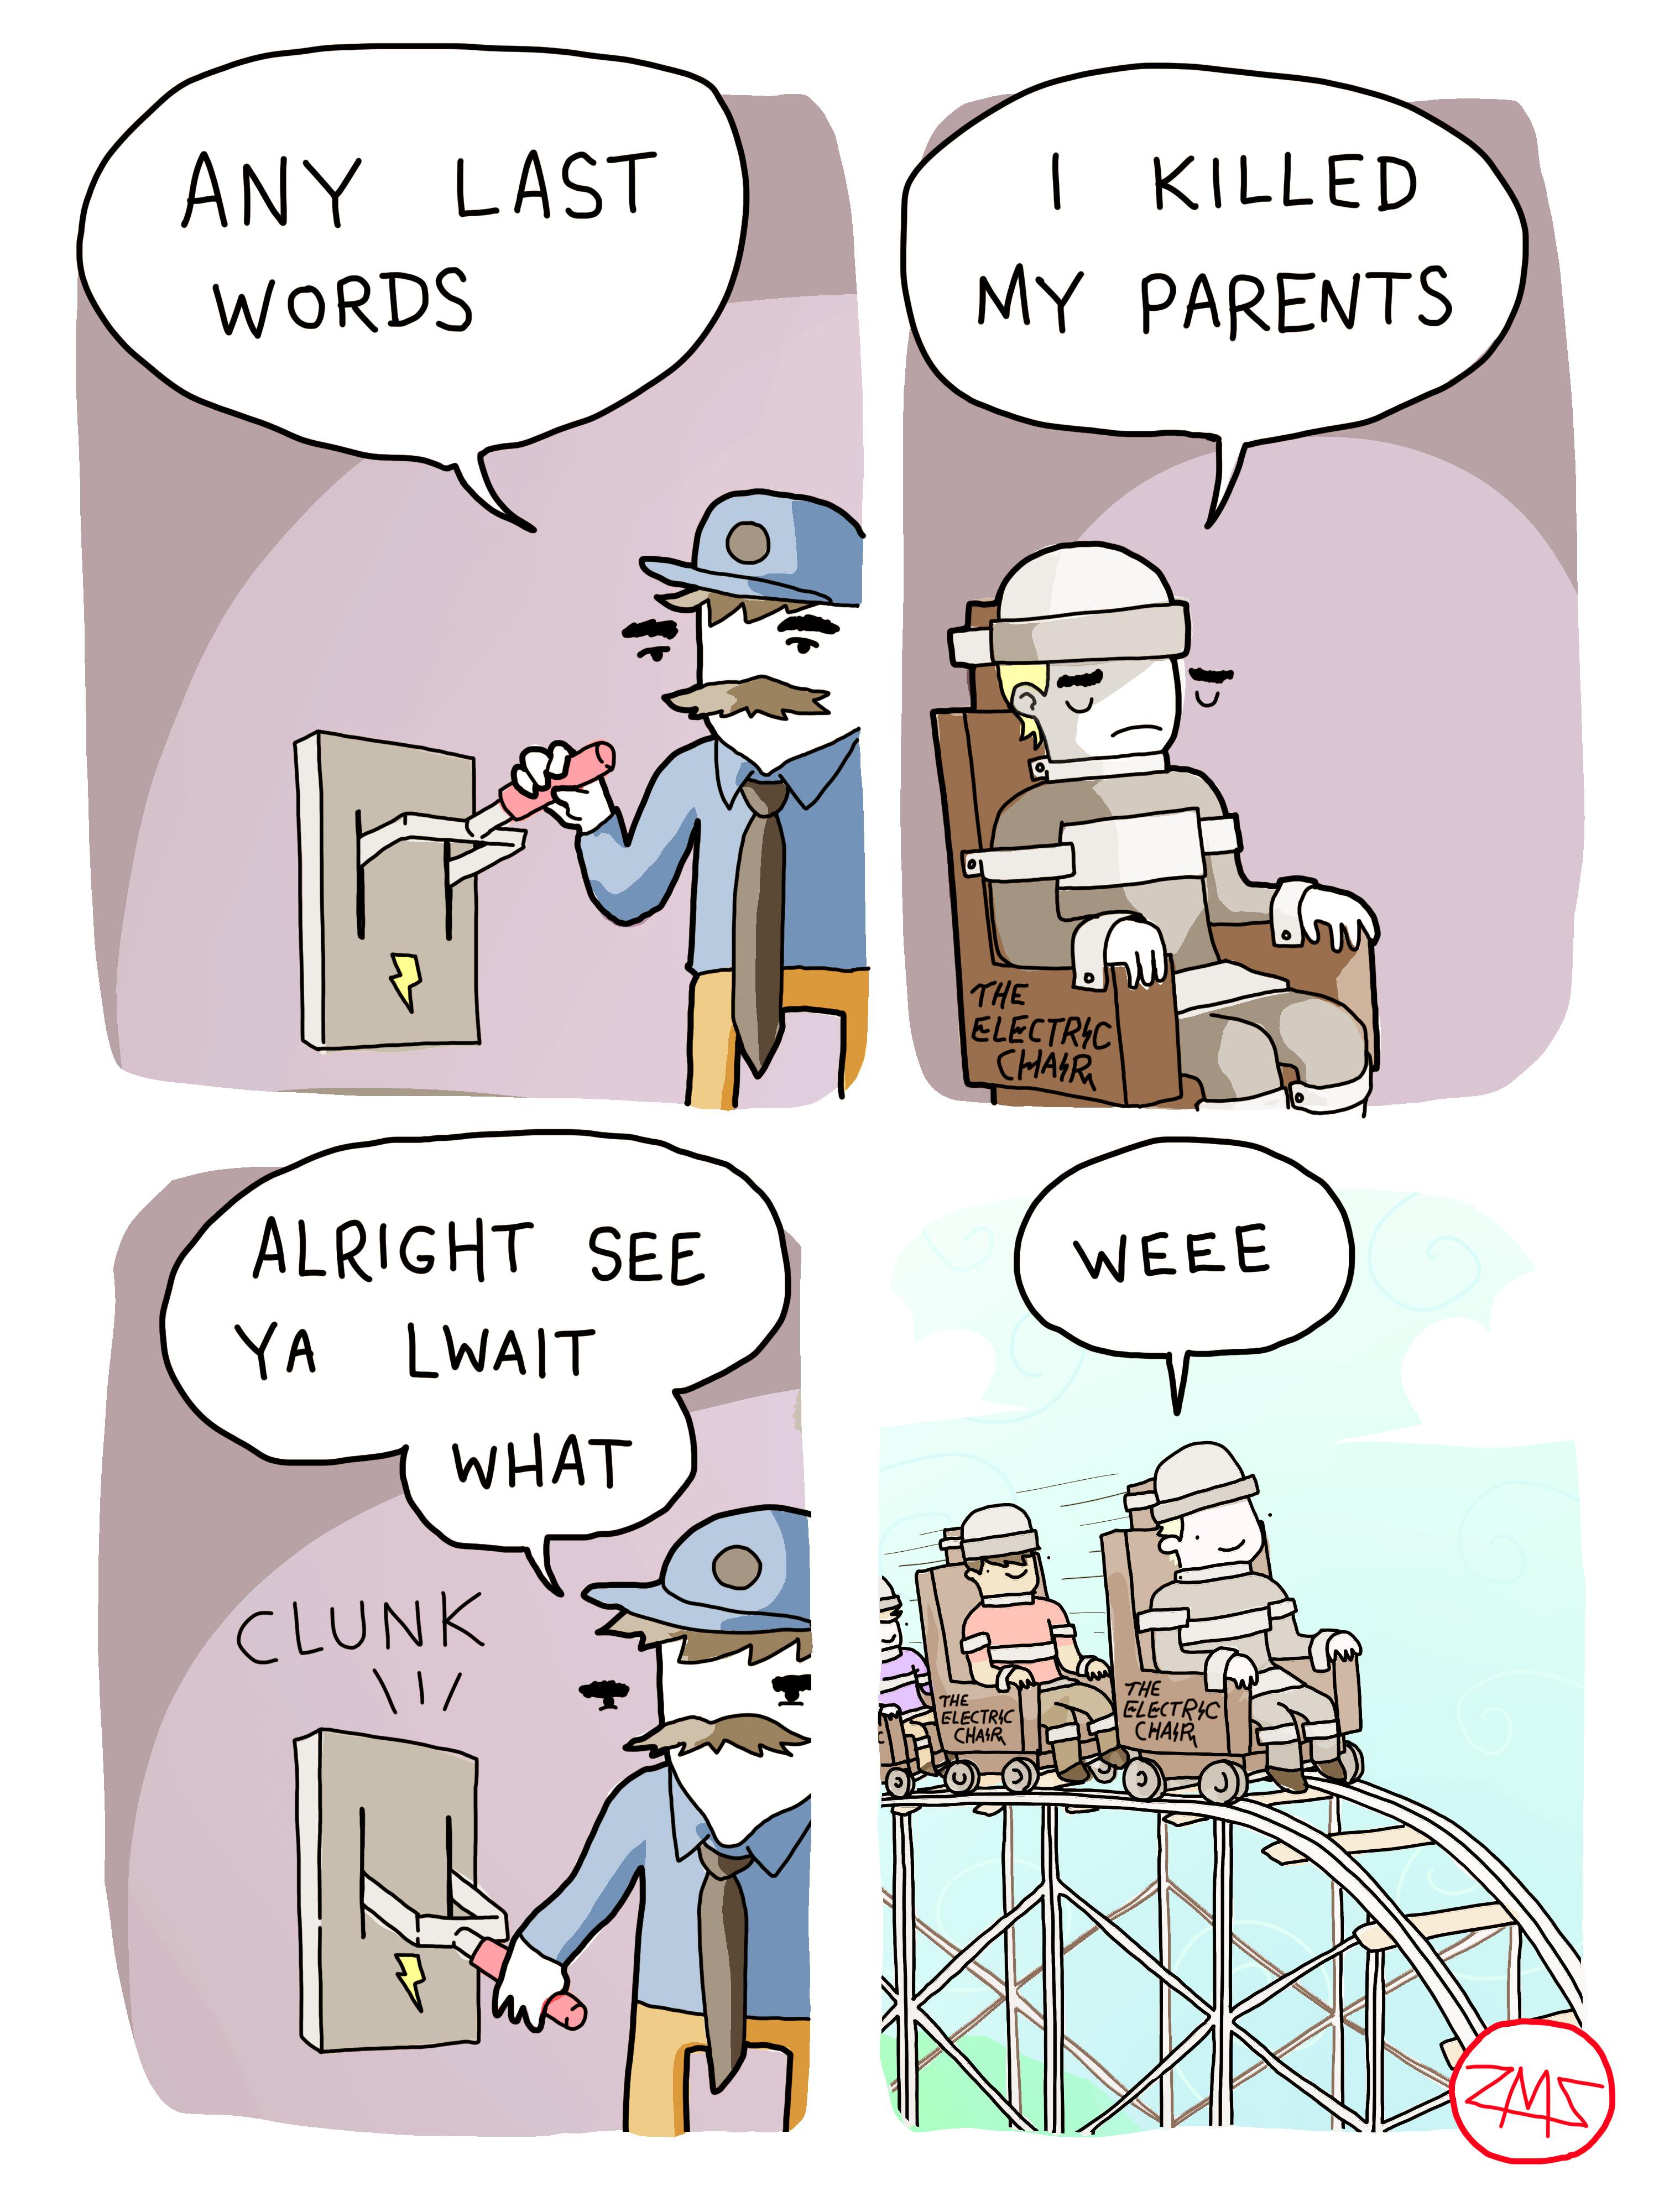 ANY LAST
WORDS
I KILLED
MY PARENTS
THE
ELECTRIC
CHAIR
ALRIGHT SEE
YA LWAIT
WHAT
CLUNK
WEEE
THE
ELECTRIC
CHAIR
THE
ELECTRIC
CHAIR
C
ZMS